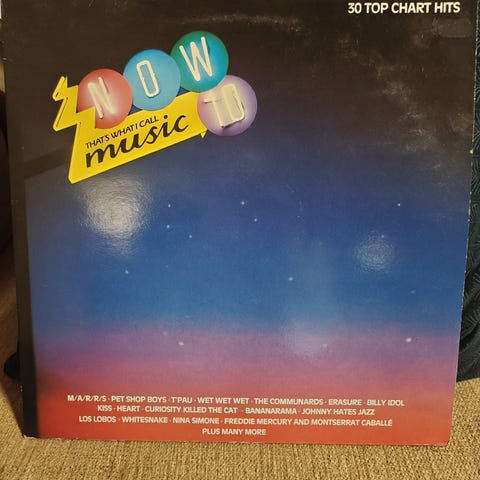 30 TOP CHART HITS
NOW
THAT'S WHAT I CALL
music 10
M/A/R/R/S · PET SHOP BOYS · T'PAU · WET WET WET · THE COMMUNARDS · ERASURE · BILLY IDOL
KISS · HEART · CURIOSITY KILLED THE CAT · BANANARAMA · JOHNNY HATES JAZZ
LOS LOBOS · WHITESNAKE · NINA SIMONE · FREDDIE MERCURY AND MONTSERRAT CABALLÉ
PLUS MANY MORE